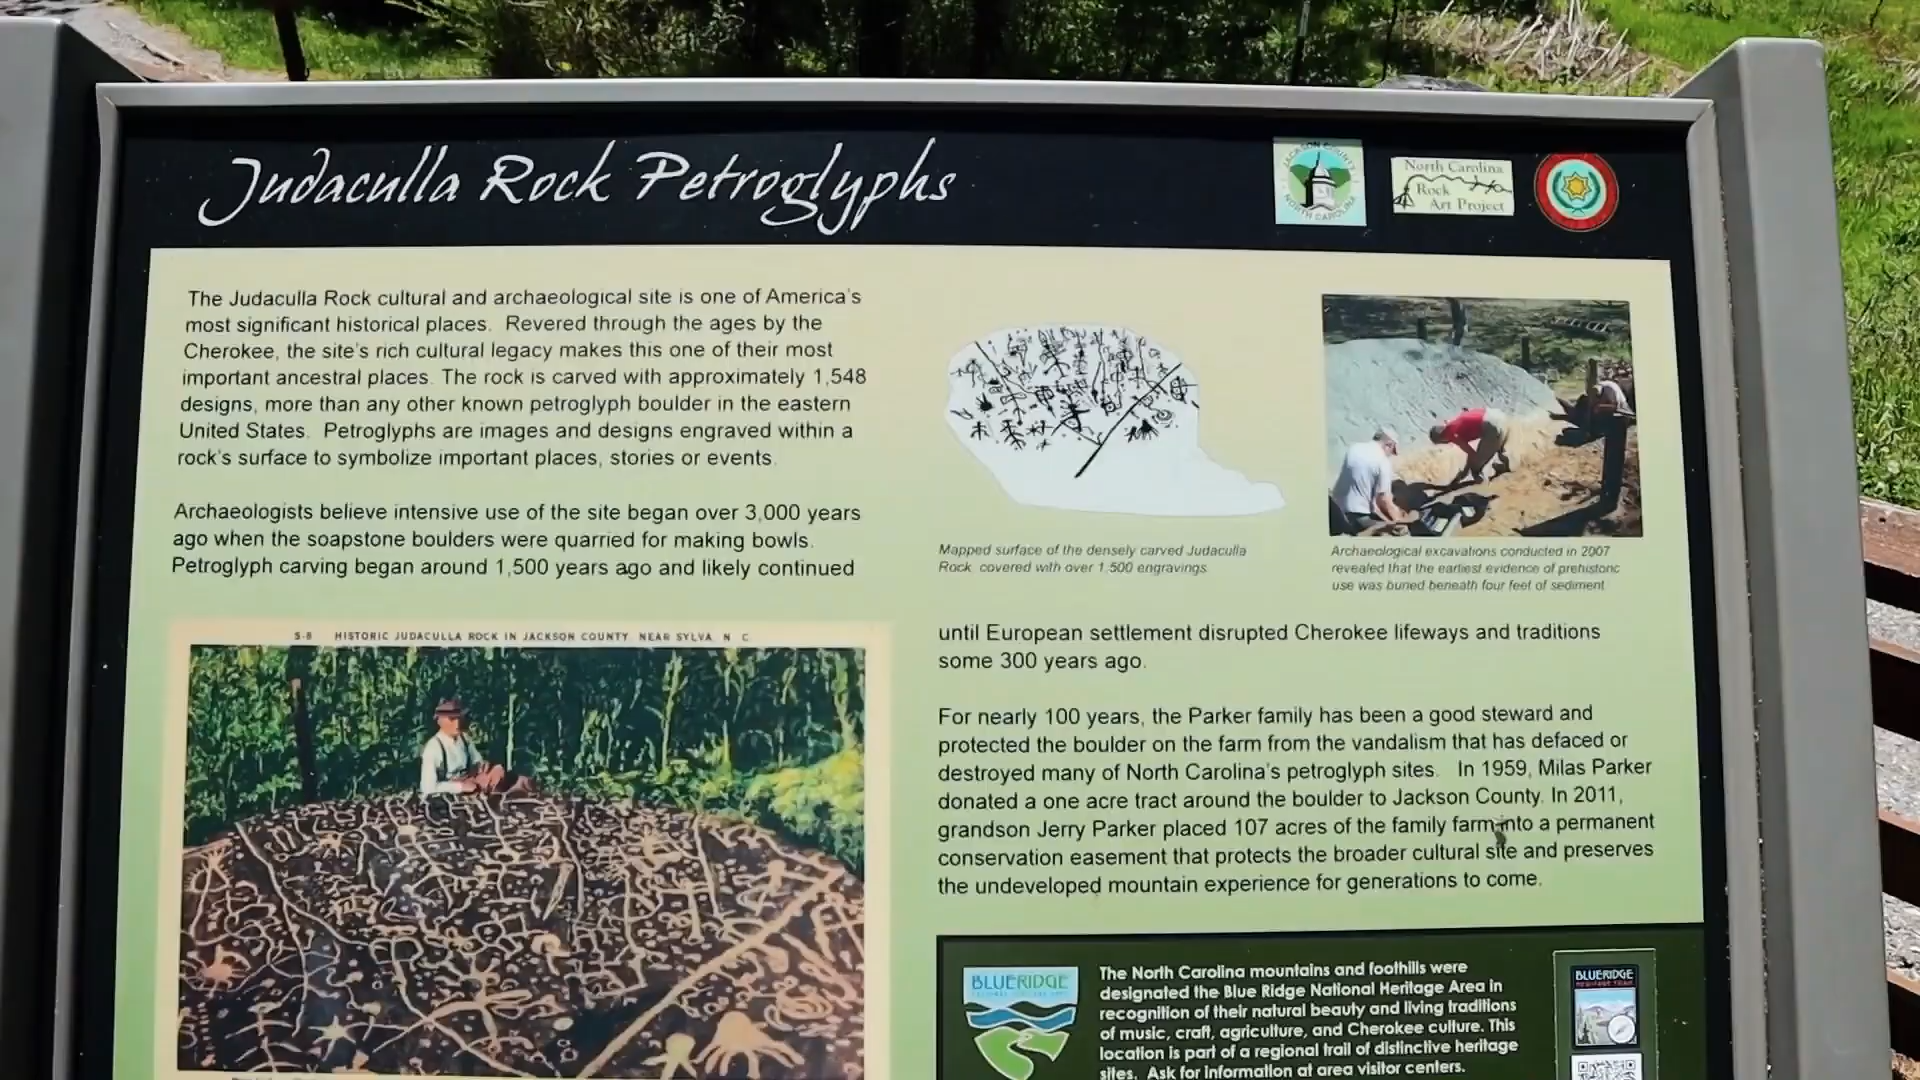 Judaculla Rock Petroglyphs
JACKSON COUNTY
NORTH CAROLINA
North Carolina
Rock
Art Project
The Judaculla Rock cultural and archaeological site is one of America's
most significant historical places. Revered through the ages by the
Cherokee, the site's rich cultural legacy makes this one of their most
important ancestral places. The rock is carved with approximately 1,548
designs, more than any other known petroglyph boulder in the eastern
United States. Petroglyphs are images and designs engraved within a
rock's surface to symbolize important places, stories or events.
Archaeologists believe intensive use of the site began over 3,000 years
ago when the soapstone boulders were quarried for making bowls.
Petroglyph carving began around 1,500 years ago and likely continued
S-8 HISTORIC JUDACULLA ROCK IN JACKSON COUNTY, NEAR SYLVA, N. C.
Mapped surface of the densely carved Judaculla
Rock, covered with over 1,500 engravings.
Archaeological excavations conducted in 2007
revealed that the earliest evidence of prehistoric
use was buried beneath four feet of sediment.
until European settlement disrupted Cherokee lifeways and traditions
some 300 years ago.
For nearly 100 years, the Parker family has been a good steward and
protected the boulder on the farm from the vandalism that has defaced or
destroyed many of North Carolina's petroglyph sites. In 1959, Milas Parker
donated a one acre tract around the boulder to Jackson County. In 2011,
grandson Jerry Parker placed 107 acres of the family farm into a permanent
conservation easement that protects the broader cultural site and preserves
the undeveloped mountain experience for generations to come.
BLUERIDGE
The North Carolina mountains and foothills were
designated the Blue Ridge National Heritage Area in
recognition of their natural beauty and living traditions
of music, craft, agriculture, and Cherokee culture. This
location is part of a regional trail of distinctive heritage
sites. Ask for information at area visitor centers.
BLUERIDGE